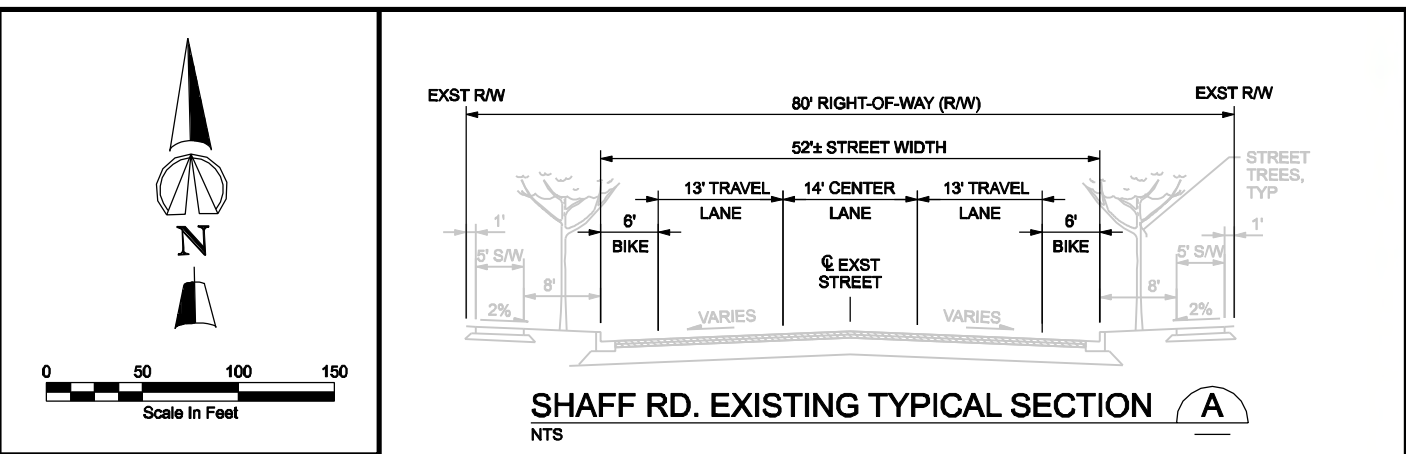 N
0 50 100 150
Scale In Feet
EXST R/W
EXST R/W
80' RIGHT-OF-WAY (R/W)
52'± STREET WIDTH
STREET
TREES,
TYP
13' TRAVEL
LANE
14' CENTER
LANE
13' TRAVEL
LANE
1'
6'
BIKE
6'
BIKE
1'
5' S/W
5' S/W
℄ EXST
STREET
8'
8'
2%
VARIES
VARIES
2%
SHAFF RD. EXISTING TYPICAL SECTION
A
NTS